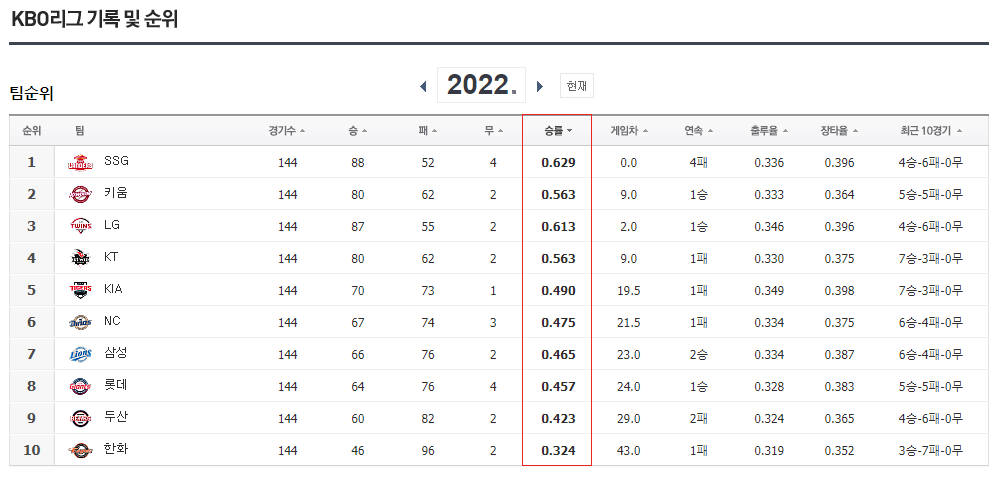 KBO리그 기록 및 순위
팀순위 2022. 현재
순위 팀 경기수 승 패 무 승률 게임차 연속 출루율 장타율 최근 10경기
1 SSG 144 88 52 4 0.629 0.0 4패 0.336 0.396 4승-6패-0무
2 키움 144 80 62 2 0.563 9.0 1승 0.333 0.364 5승-5패-0무
3 LG 144 87 55 2 0.613 2.0 1승 0.346 0.396 4승-6패-0무
4 KT 144 80 62 2 0.563 9.0 1패 0.330 0.375 7승-3패-0무
5 KIA 144 70 73 1 0.490 19.5 1패 0.349 0.398 7승-3패-0무
6 NC 144 67 74 3 0.475 21.5 1패 0.334 0.375 6승-4패-0무
7 삼성 144 66 76 2 0.465 23.0 2승 0.334 0.387 6승-4패-0무
8 롯데 144 64 76 4 0.457 24.0 1승 0.328 0.383 5승-5패-0무
9 두산 144 60 82 2 0.423 29.0 2패 0.324 0.365 4승-6패-0무
10 한화 144 46 96 2 0.324 43.0 1패 0.319 0.352 3승-7패-0무